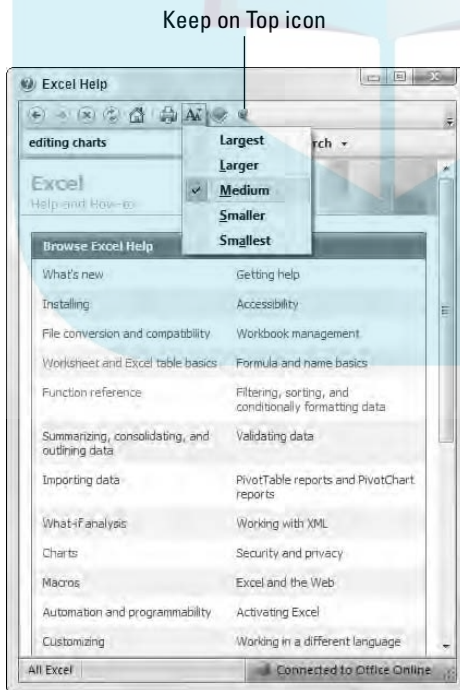 Keep on Top icon
Excel Help
editing charts
rch
Largest
Larger
Medium
Smaller
Smallest
Excel
Help and How-to
Browse Excel Help
What's new
Getting help
Installing
Accessibility
File conversion and compatibility
Workbook management
Worksheet and Excel table basics
Formula and name basics
Function reference
Filtering, sorting, and
conditionally formatting data
Summarizing, consolidating, and
outlining data
Validating data
Importing data
PivotTable reports and PivotChart
reports
What-if analysis
Working with XML
Charts
Security and privacy
Macros
Excel and the Web
Automation and programmability
Activating Excel
Customizing
Working in a different language
All Excel
Connected to Office Online